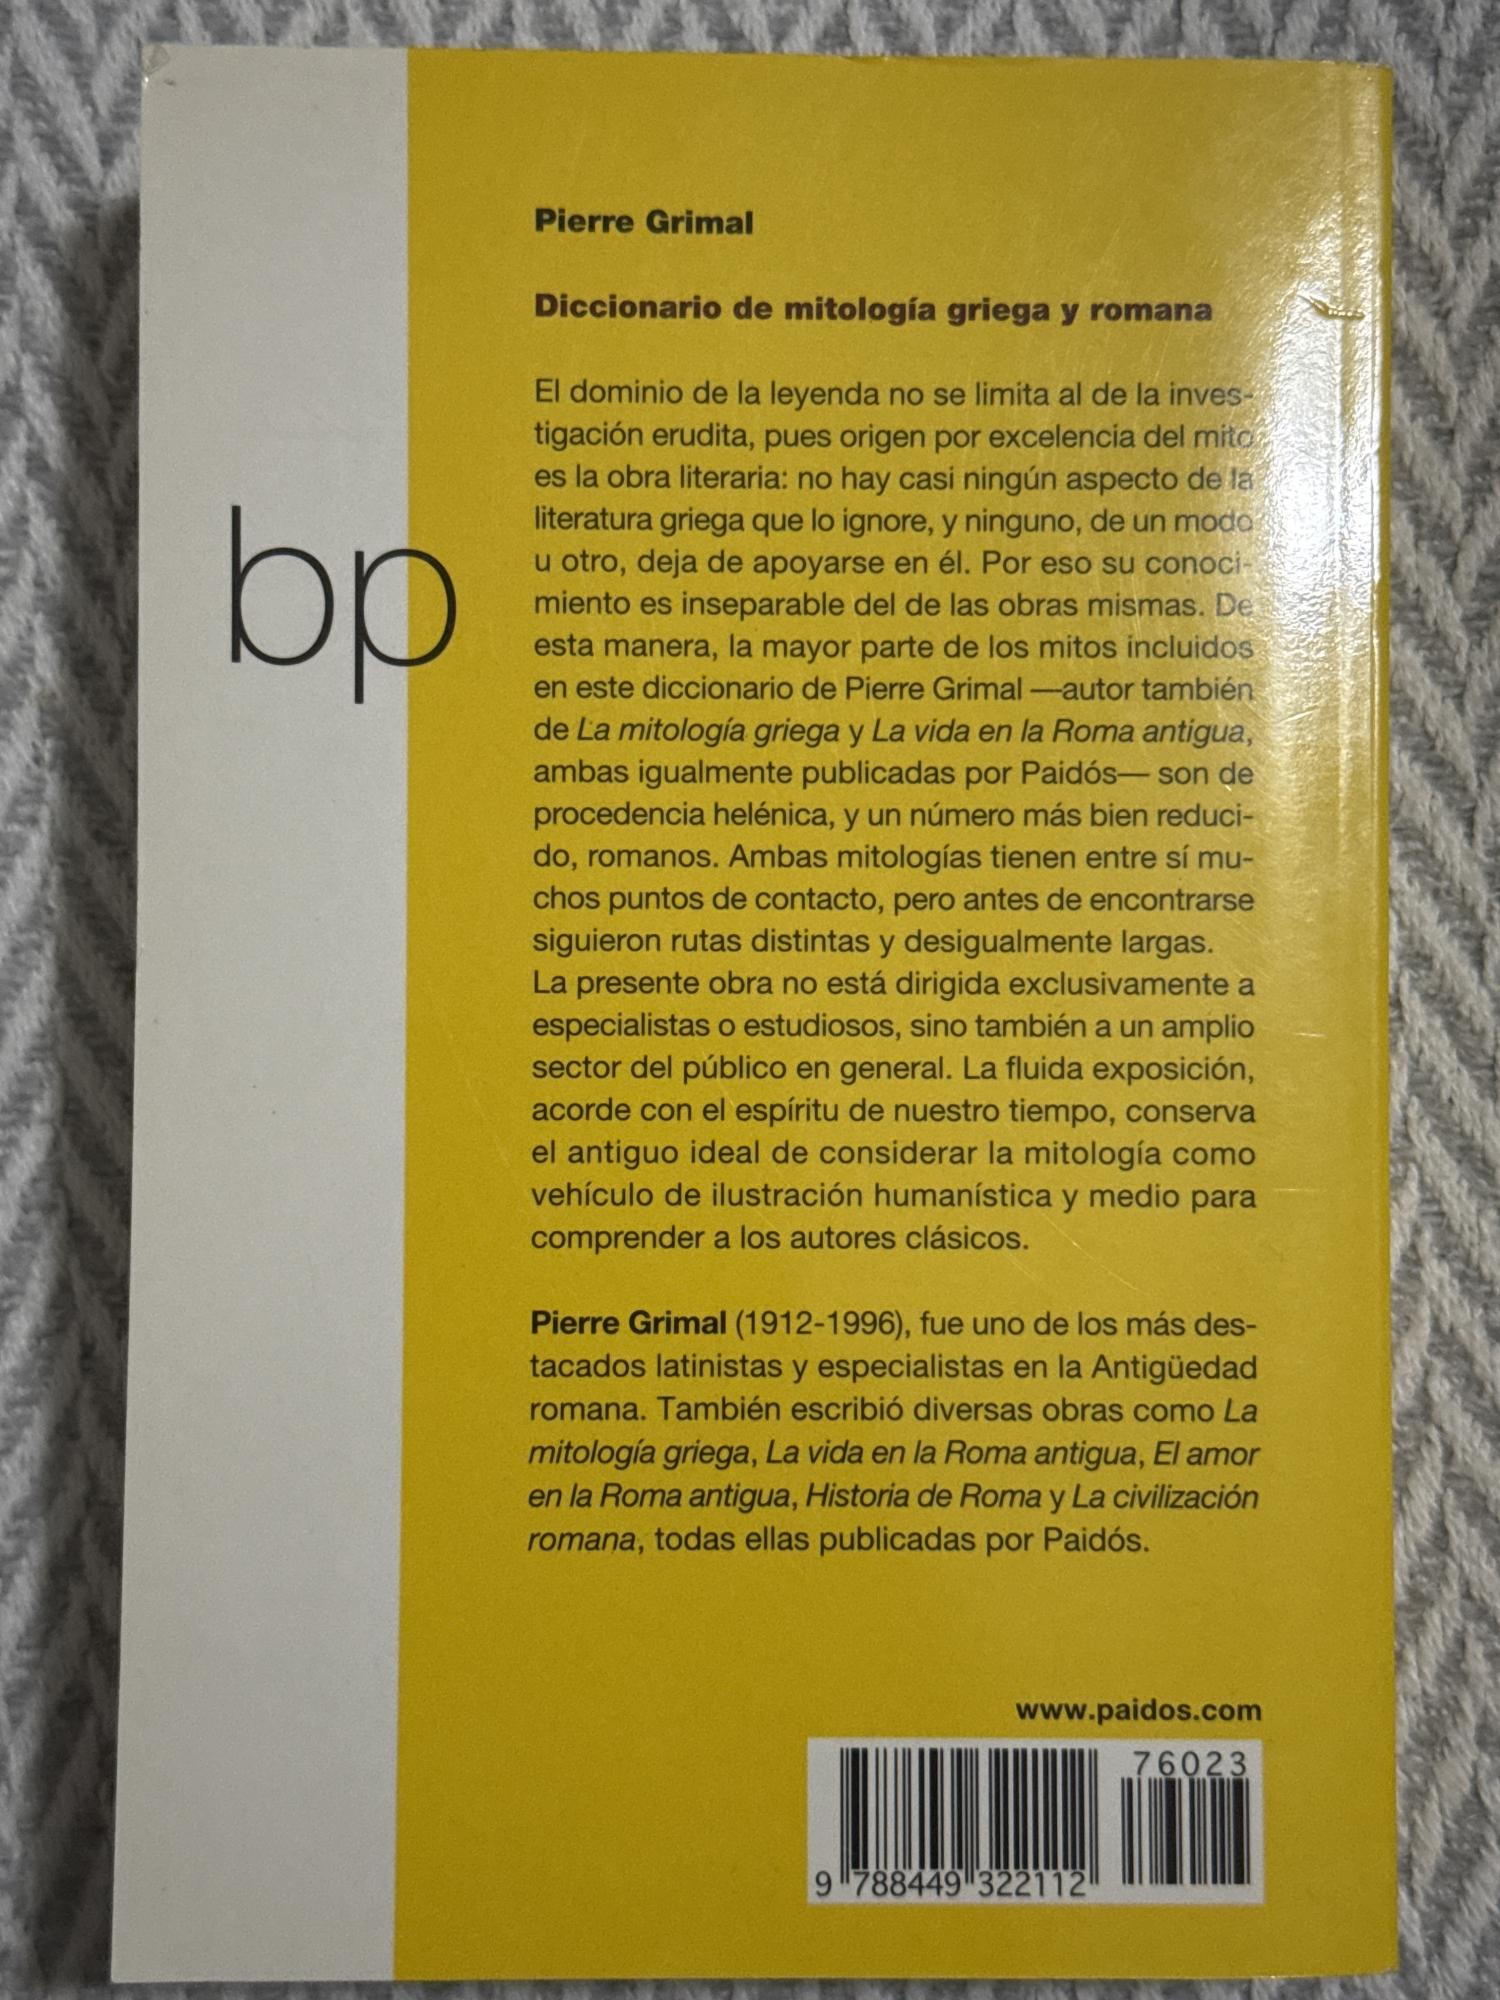 Pierre Grimal
Diccionario de mitología griega y romana
El dominio de la leyenda no se limita al de la inves-
tigación erudita, pues origen por excelencia del mito
es la obra literaria: no hay casi ningún aspecto de la
literatura griega que lo ignore, y ninguno, de un modo
u otro, deja de apoyarse en él. Por eso su conoci-
miento es inseparable del de las obras mismas. De
esta manera, la mayor parte de los mitos incluidos
en este diccionario de Pierre Grimal —autor también
de La mitología griega y La vida en la Roma antigua,
ambas igualmente publicadas por Paidós— son de
procedencia helénica, y un número más bien reduci-
do, romanos. Ambas mitologías tienen entre sí mu-
chos puntos de contacto, pero antes de encontrarse
siguieron rutas distintas y desigualmente largas.
La presente obra no está dirigida exclusivamente a
especialistas o estudiosos, sino también a un amplio
sector del público en general. La fluida exposición,
acorde con el espíritu de nuestro tiempo, conserva
el antiguo ideal de considerar la mitología como
vehículo de ilustración humanística y medio para
comprender a los autores clásicos.
Pierre Grimal (1912-1996), fue uno de los más des-
tacados latinistas y especialistas en la Antigüedad
romana. También escribió diversas obras como La
mitología griega, La vida en la Roma antigua, El amor
en la Roma antigua, Historia de Roma y La civilización
romana, todas ellas publicadas por Paidós.
bp
www.paidos.com
76023
9 788449 322112